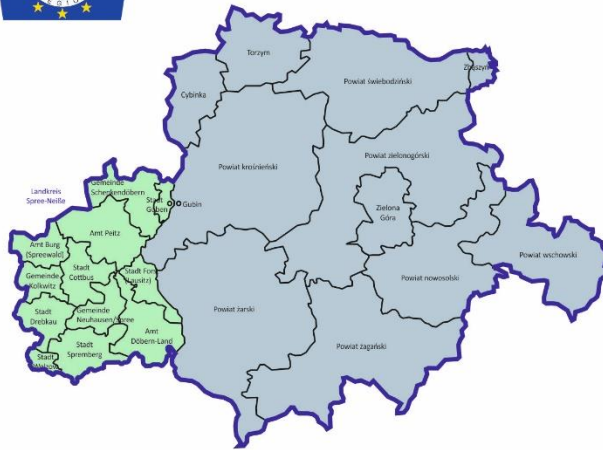 Torzym
Zbąszyń
Powiat świebodziński
Cybinka
Powiat krośnieński
Powiat zielonogórski
Gemeinde
Schenkendöbern
Landkreis
Spree-Neiße
Stadt
Guben
Gubin
Zielona
Góra
Amt Peitz
Amt Burg
(Spreewald)
Powiat wschowski
Stadt
Cottbus
Stadt Forst
(Lausitz)
Gemeinde
Kolkwitz
Powiat nowosolski
Powiat żarski
Stadt
Drebkau
Gemeinde
Neuhausen/Spree
Amt
Döbern-Land
Stadt
Spremberg
Powiat żagański
Stadt